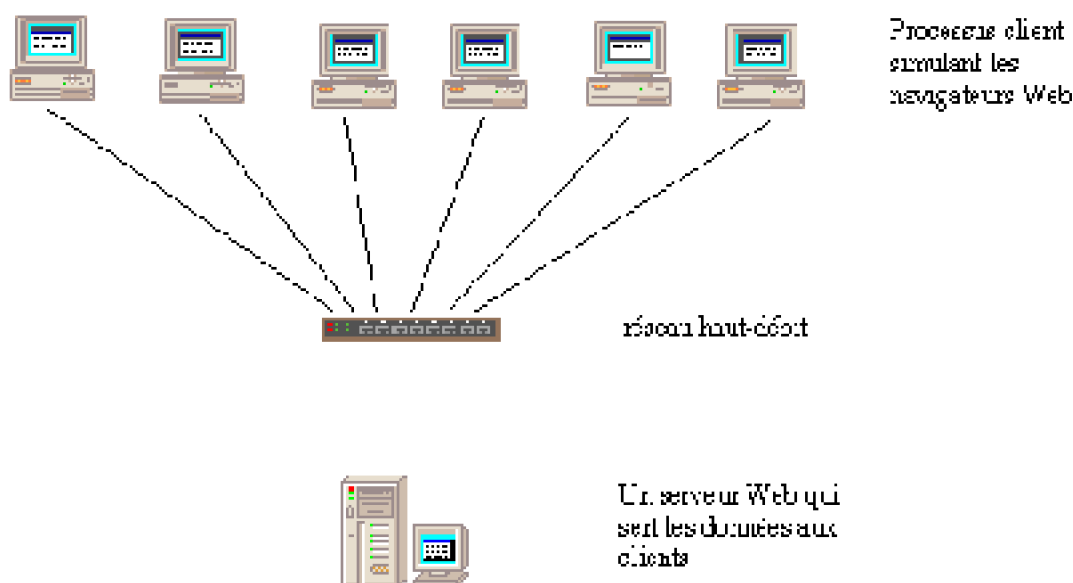 Processus client
simulant les
navigateurs Web
réseau haut-débit
Un serveur Web qui
sert les données aux
clients